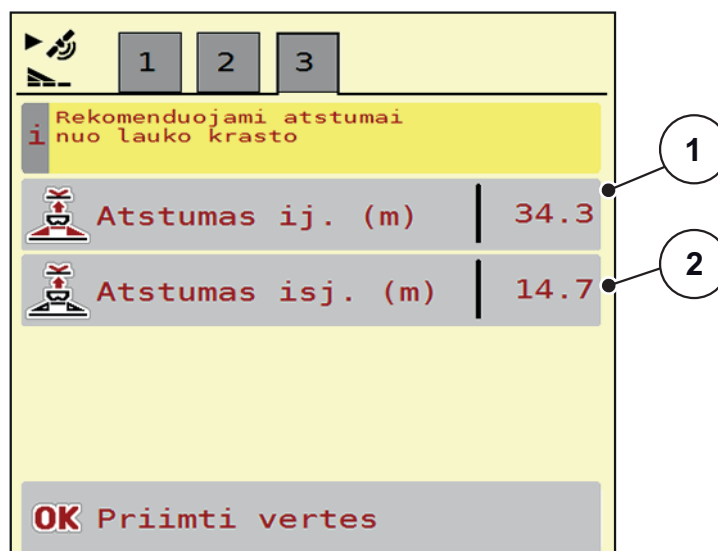 1 2 3
i Rekomenduojami atstumai
nuo lauko krasto
1
Atstumas ij. (m) 34.3
2
Atstumas isj. (m) 14.7
OK Priimti vertes